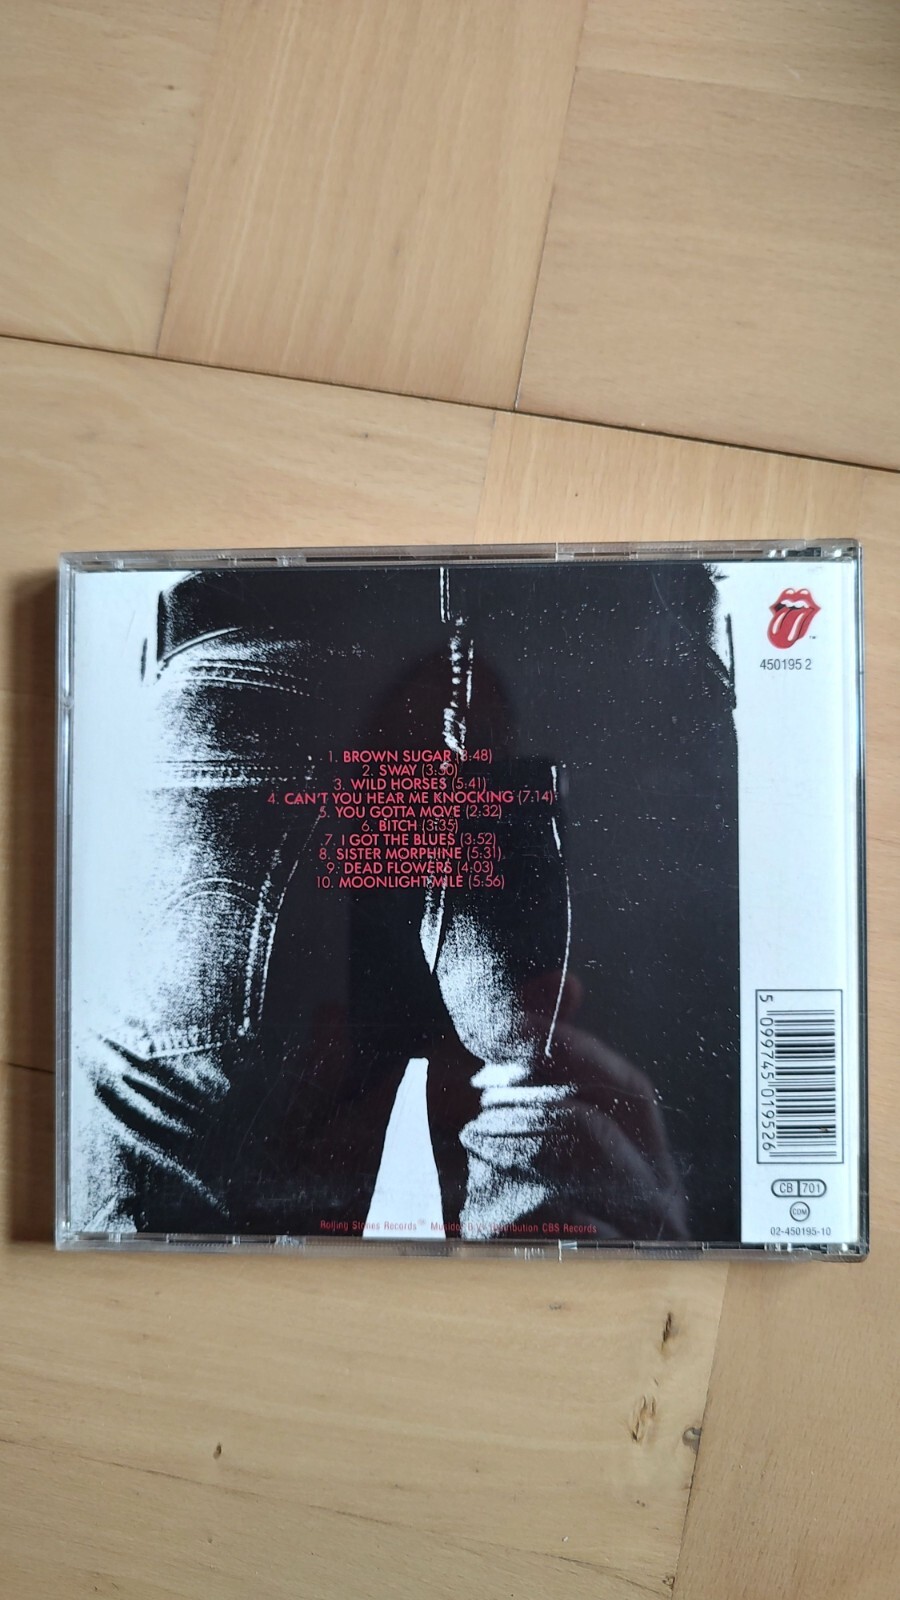 450195 2
1. BROWN SUGAR (3:48)
2. SWAY (3:50)
3. WILD HORSES (5:41)
4. CAN'T YOU HEAR ME KNOCKING (7:14)
5. YOU GOTTA MOVE (2:32)
6. BITCH (3:35)
7. I GOT THE BLUES (3:52)
8. SISTER MORPHINE (5:31)
9. DEAD FLOWERS (4:03)
10. MOONLIGHT MILE (5:56)
5 099745 019526
CB 701
CDM
02-450195-10
Rolling Stones Records Distribution CBS Records